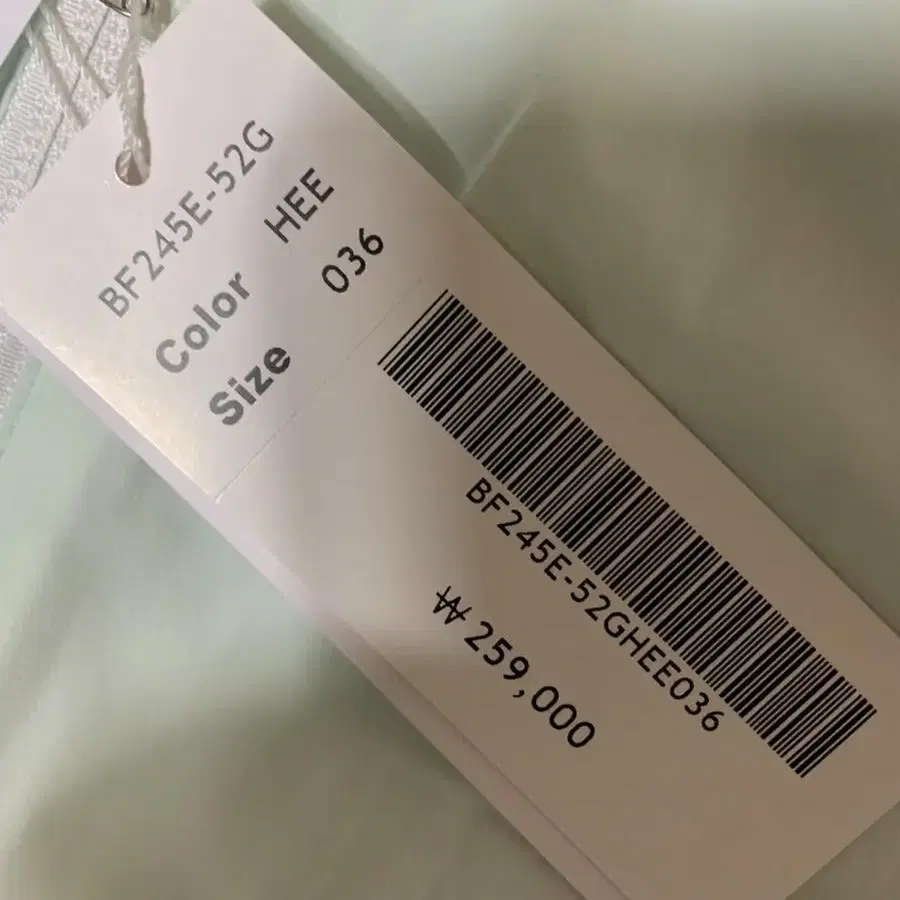 BF245E-52G
Color HEE
Size 036
BF245E-52GHEE036
₩259,000